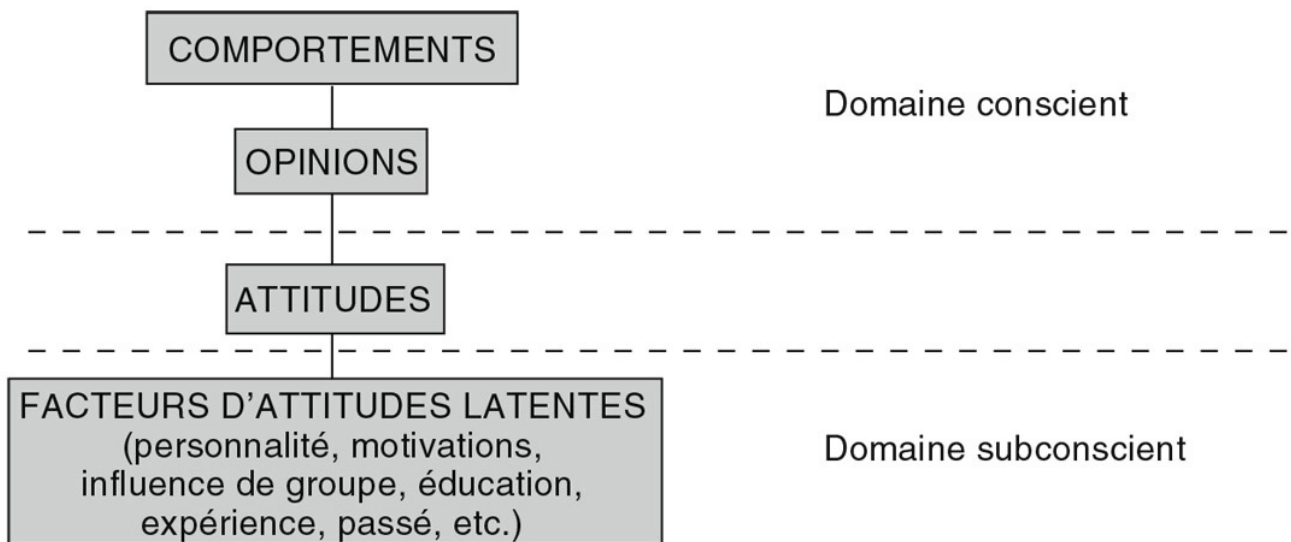 COMPORTEMENTS
Domaine conscient
OPINIONS
ATTITUDES
FACTEURS D'ATTITUDES LATENTES
(personnalité, motivations,
influence de groupe, éducation,
expérience, passé, etc.)
Domaine subconscient